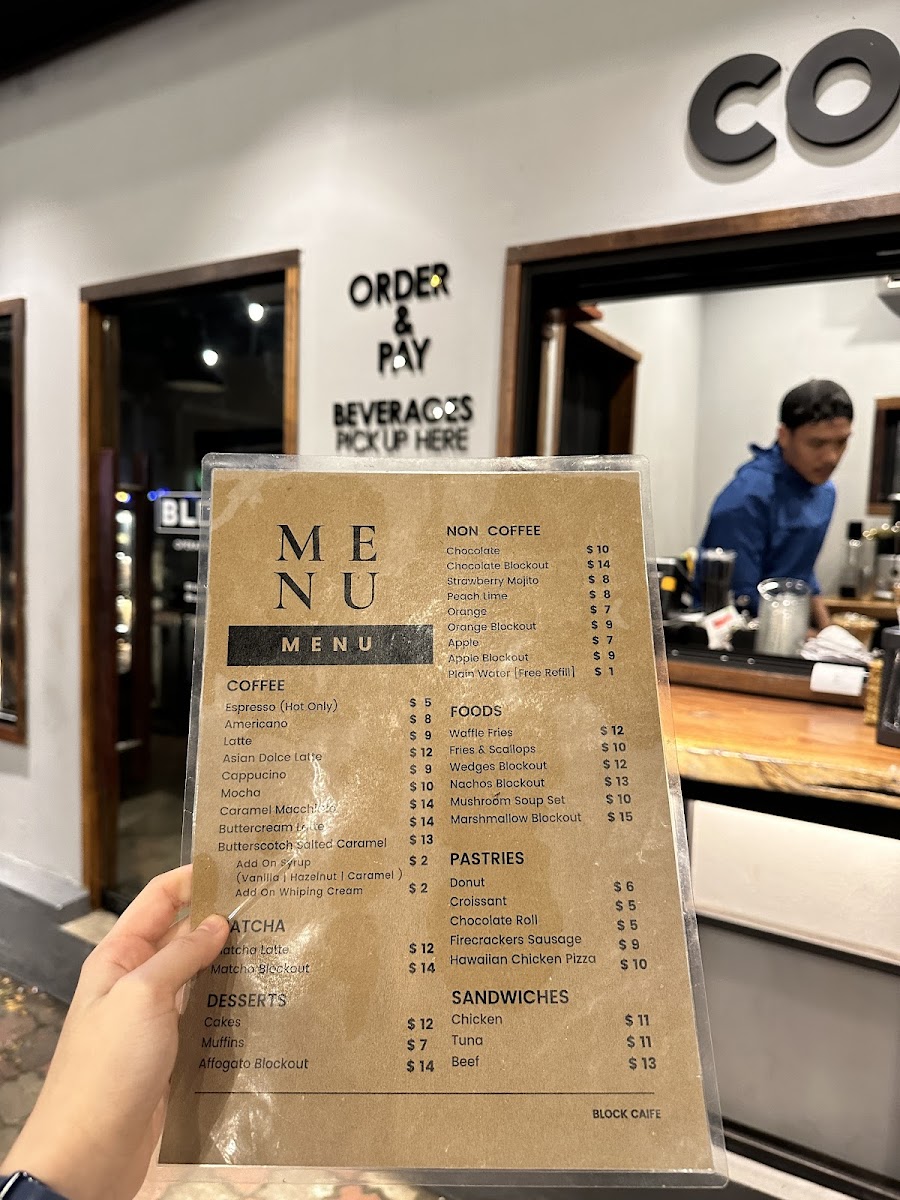 CO
ORDER
&
PAY
BEVERAGES
PICK UP HERE
BL
ME
NU
MENU
COFFEE
Espresso (Hot Only) $ 5
Americano $ 8
Latte $ 9
Asian Dolce Latte $ 12
Cappucino $ 9
Mocha $ 10
Caramel Macchiato $ 14
Buttercream Latte $ 14
Butterscotch Salted Caramel $ 13
Add On Syrup $ 2
(Vanilla | Hazelnut | Caramel )
Add On Whiping Cream $ 2
MATCHA
Matcha Latte $ 12
Matcha Blockout $ 14
DESSERTS
Cakes $ 12
Muffins $ 7
Affogato Blockout $ 14
NON COFFEE
Chocolate $ 10
Chocolate Blockout $ 14
Strawberry Mojito $ 8
Peach Lime $ 8
Orange $ 7
Orange Blockout $ 9
Apple $ 7
Apple Blockout $ 9
Plain Water [Free Refill] $ 1
FOODS
Waffle Fries $ 12
Fries & Scallops $ 10
Wedges Blockout $ 12
Nachos Blockout $ 13
Mushroom Soup Set $ 10
Marshmallow Blockout $ 15
PASTRIES
Donut $ 6
Croissant $ 5
Chocolate Roll $ 5
Firecrackers Sausage $ 9
Hawaiian Chicken Pizza $ 10
SANDWICHES
Chicken $ 11
Tuna $ 11
Beef $ 13
BLOCK CAIFE